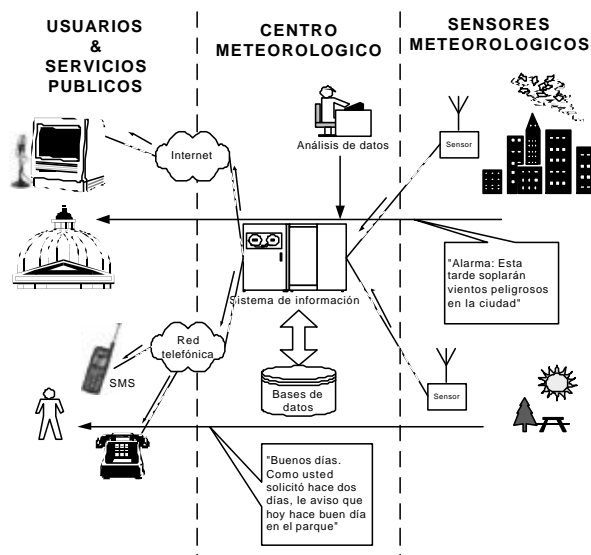 USUARIOS
&
SERVICIOS
PUBLICOS
CENTRO
METEOROLOGICO
SENSORES
METEOROLOGICOS
Internet
Análisis de datos
Sensor
"Alarma: Esta
tarde soplarán
vientos peligrosos
en la ciudad"
Sistema de información
Red
telefónica
SMS
Bases de
datos
Sensor
"Buenos días.
Como usted
solicitó hace dos
días, le aviso que
hoy hace buen día
en el parque"